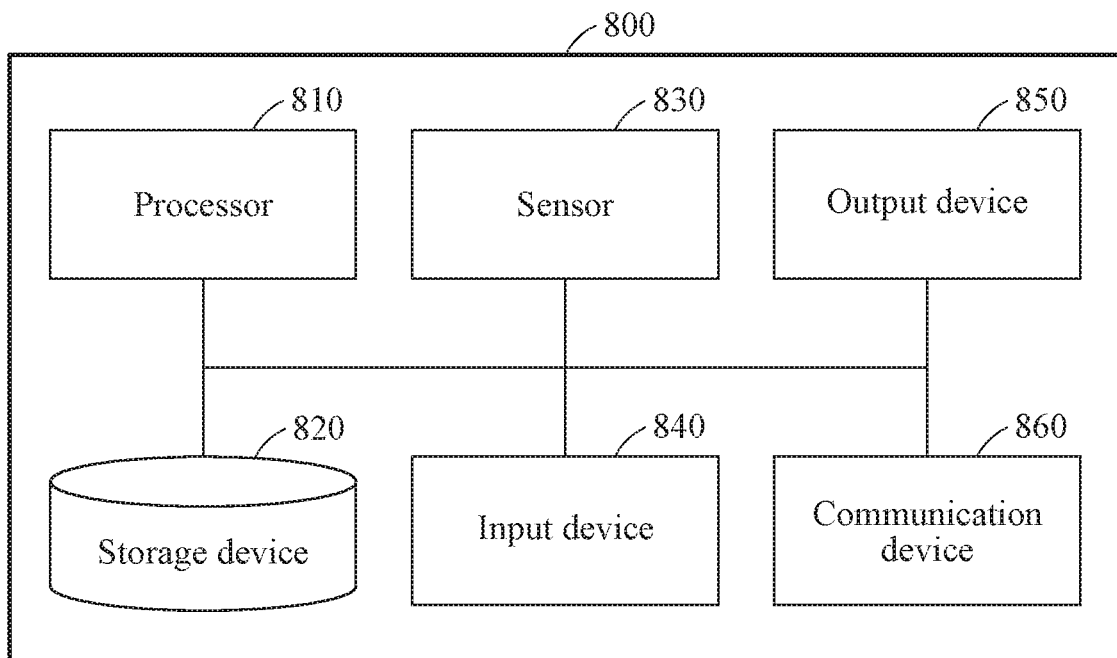 800
810
830
850
Processor
Sensor
Output device
820
840
860
Storage device
Input device
Communication
device